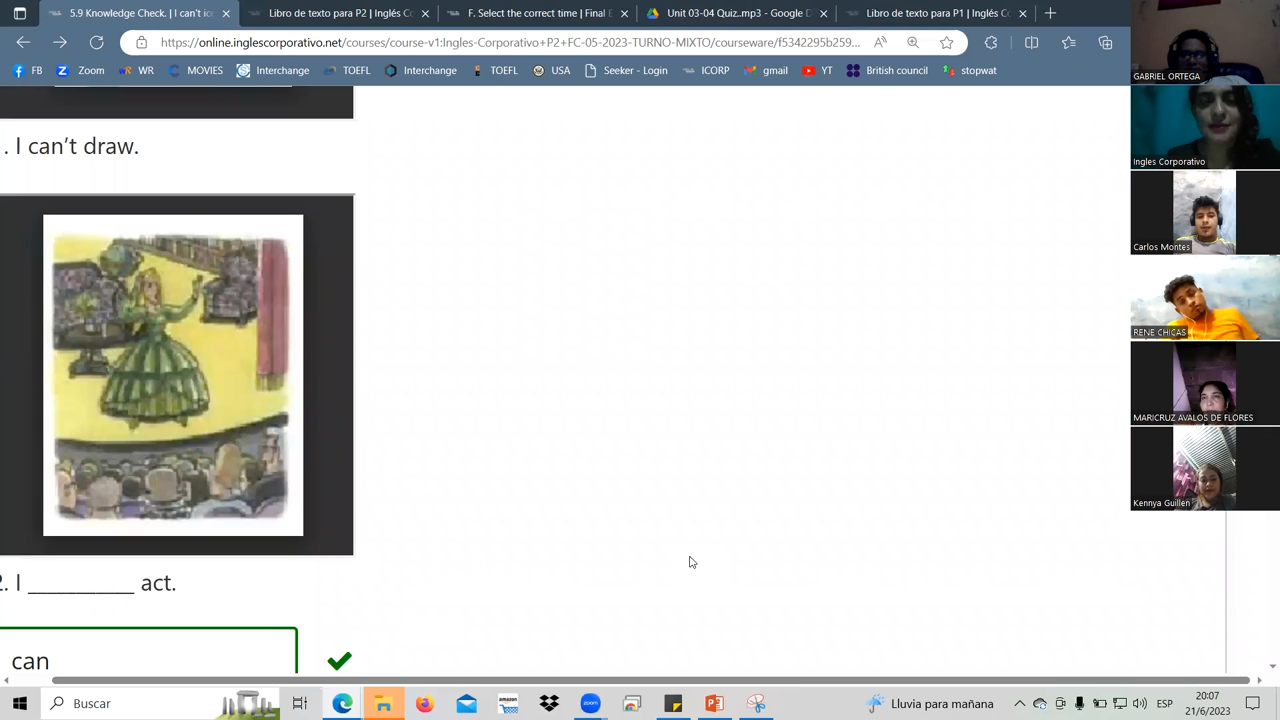 5.9 Knowledge Check. | I can't ice
Libro de texto para P2 | Inglés Co
F. Select the correct time | Final E
Unit 03-04 Quiz..mp3 - Google D
Libro de texto para P1 | Inglés Co
https://online.inglescorporativo.net/courses/course-v1:Ingles-Corporativo+P2+FC-05-2023-TURNO-MIXTO/courseware/f5342295b259...
FB
Zoom
WR
MOVIES
Interchange
TOEFL
Interchange
TOEFL
USA
Seeker - Login
ICORP
gmail
YT
British council
stopwat
GABRIEL ORTEGA
. I can't draw.
Ingles Corporativo
Carlos Montes
RENE CHICAS
MARICRUZ AVALOS DE FLORES
Kennya Guillen
2. I ___________ act.
can
Buscar
Lluvia para mañana
ESP
20:07
21/6/2023